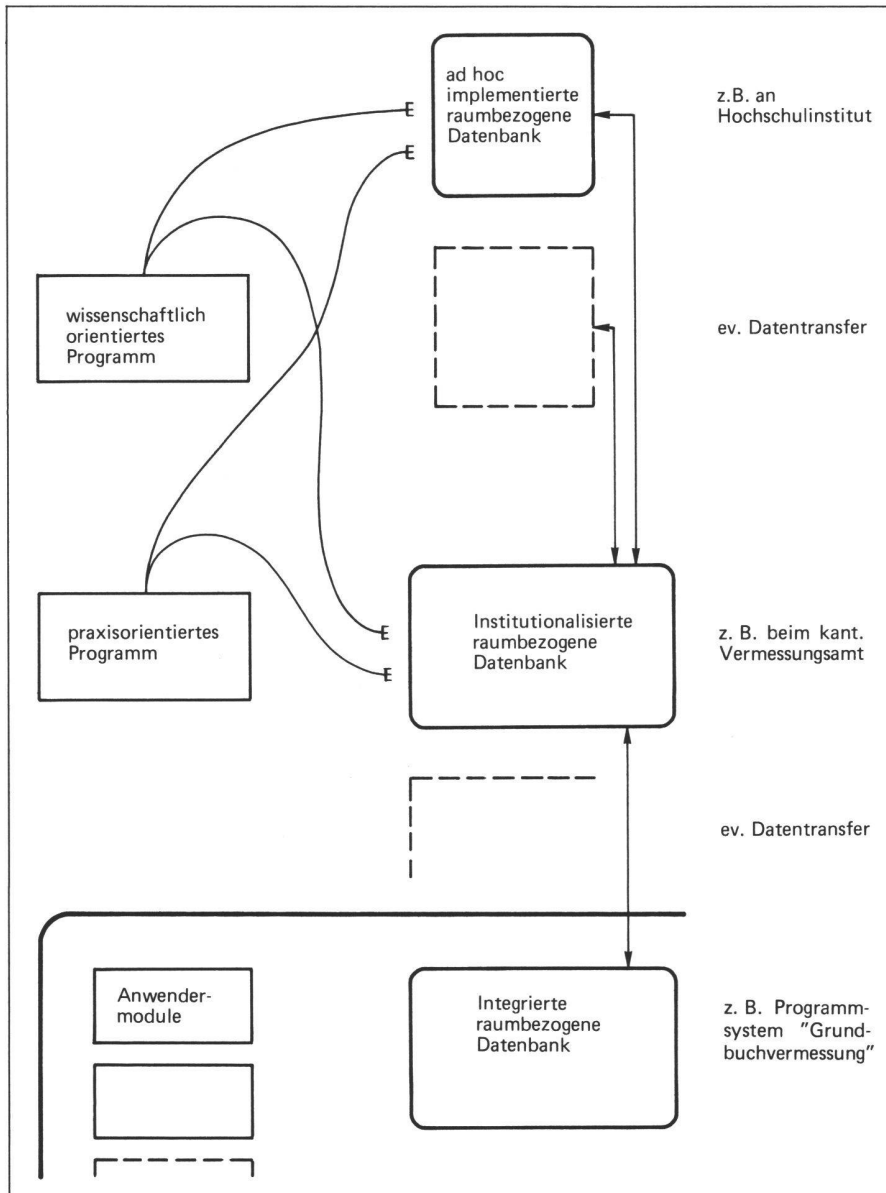 ad hoc
implementierte
raumbezogene
Datenbank
z.B. an
Hochschulinstitut
wissenschaftlich
orientiertes
Programm
ev. Datentransfer
praxisorientiertes
Programm
Institutionalisierte
raumbezogene
Datenbank
z. B. beim kant.
Vermessungsamt
ev. Datentransfer
Anwender-
module
Integrierte
raumbezogene
Datenbank
z. B. Programm-
system "Grund-
buchvermessung"